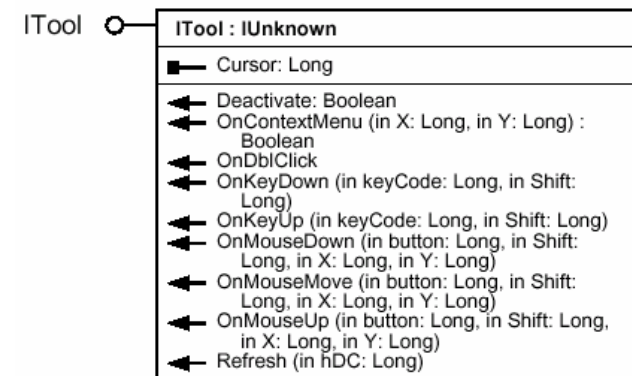 ITool
ITool : IUnknown
Cursor: Long
Deactivate: Boolean
OnContextMenu (in X: Long, in Y: Long) :
Boolean
OnDblClick
OnKeyDown (in keyCode: Long, in Shift:
Long)
OnKeyUp (in keyCode: Long, in Shift: Long)
OnMouseDown (in button: Long, in Shift:
Long, in X: Long, in Y: Long)
OnMouseMove (in button: Long, in Shift:
Long, in X: Long, in Y: Long)
OnMouseUp (in button: Long, in Shift: Long,
in X: Long, in Y: Long)
Refresh (in hDC: Long)